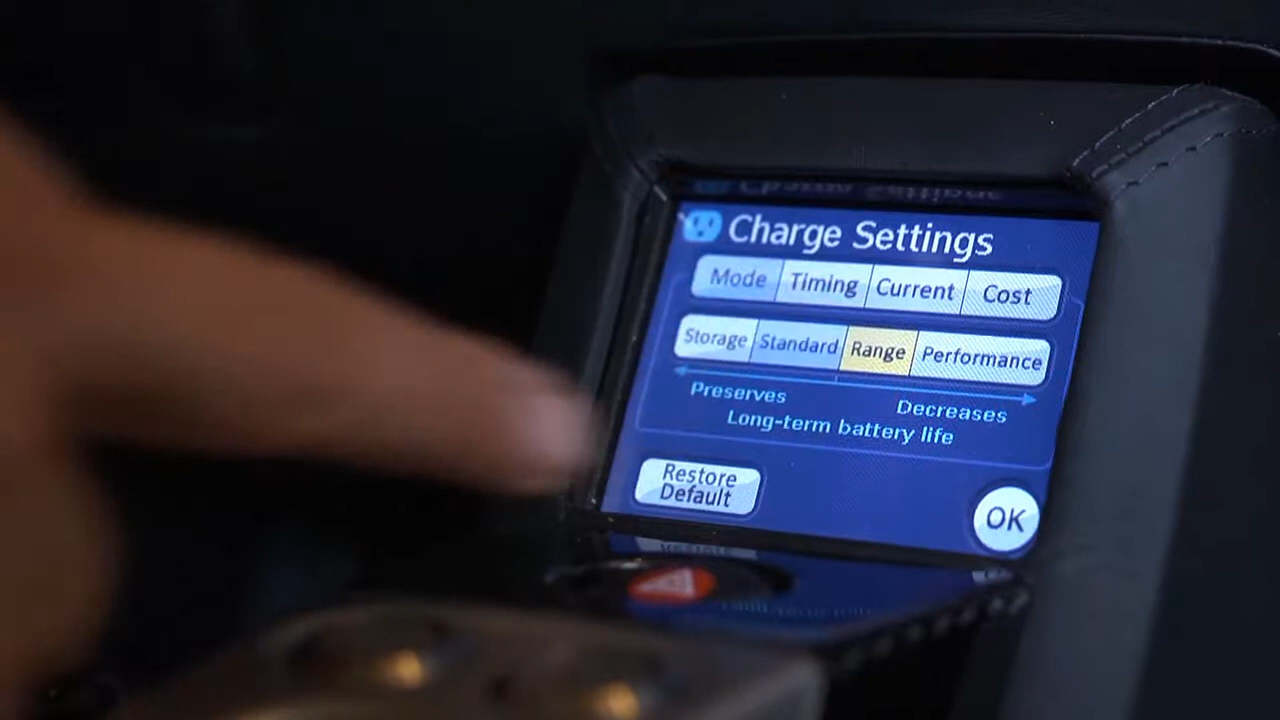 Charge Settings
Mode Timing Current Cost
Storage Standard Range Performance
Preserves Decreases
Long-term battery life
Restore
Default
OK